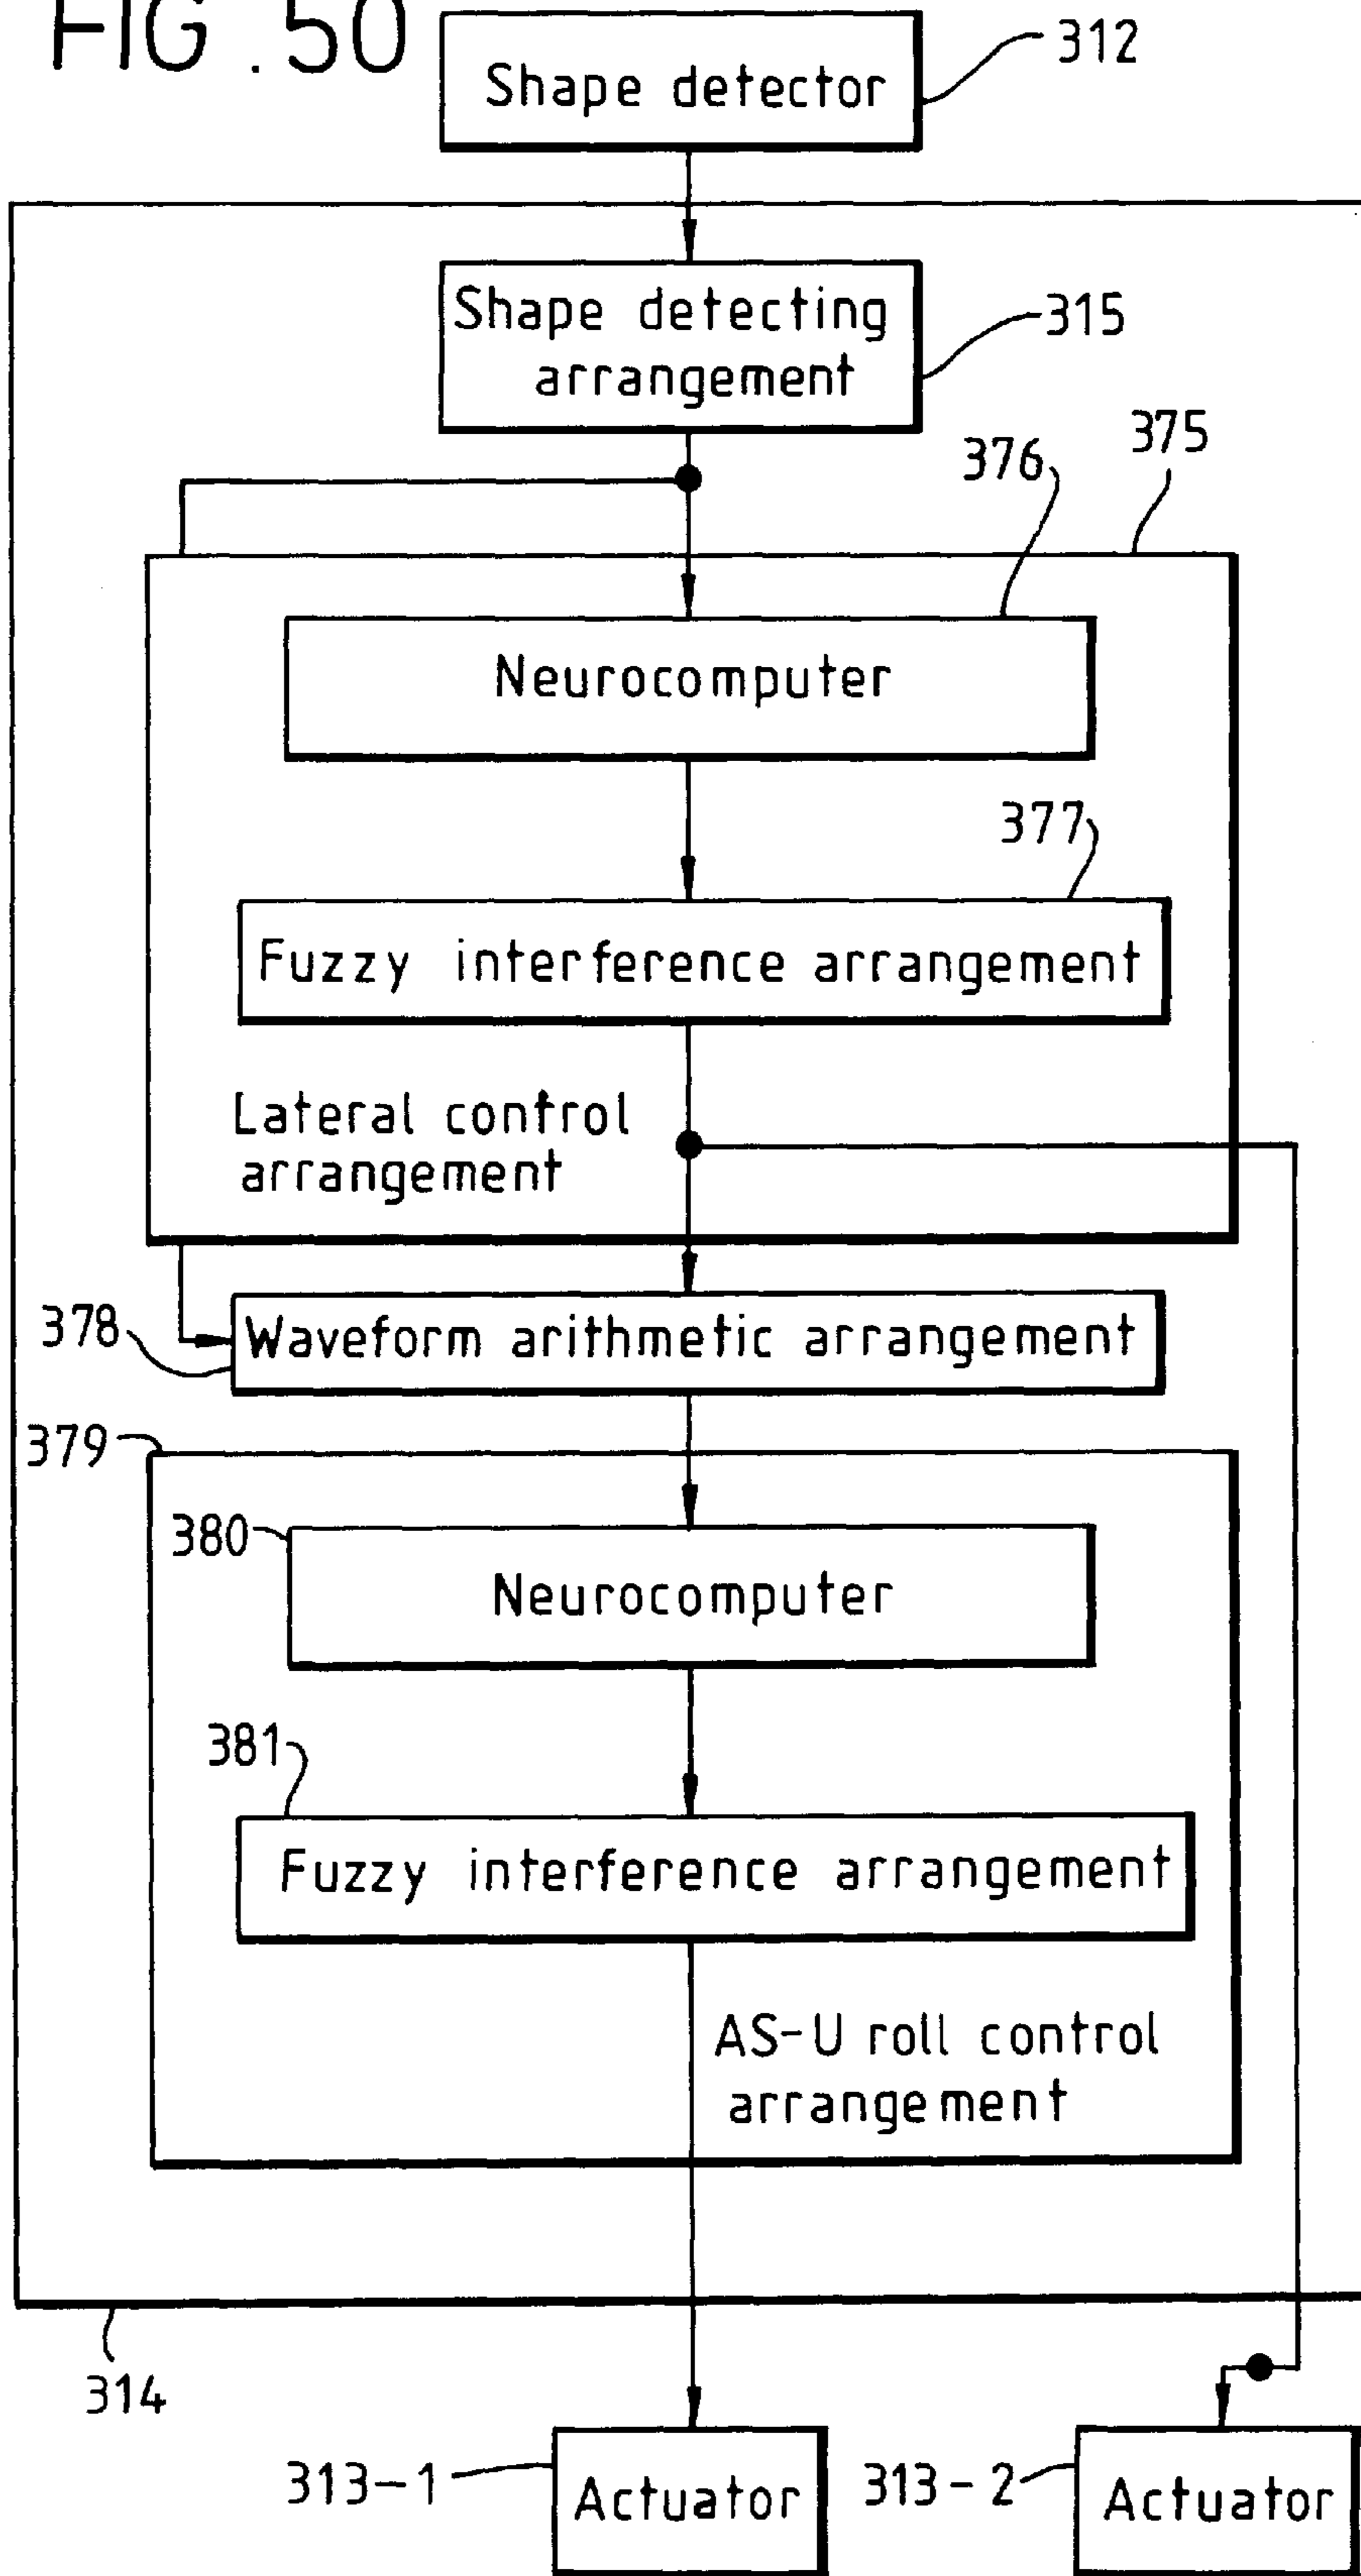 FIG. 50
Shape detector
312
Shape detecting
arrangement
315
375
376
Neurocomputer
377
Fuzzy interference arrangement
Lateral control
arrangement
378
Waveform arithmetic arrangement
379
380
Neurocomputer
381
Fuzzy interference arrangement
AS-U roll control
arrangement
314
313-1
Actuator
313-2
Actuator